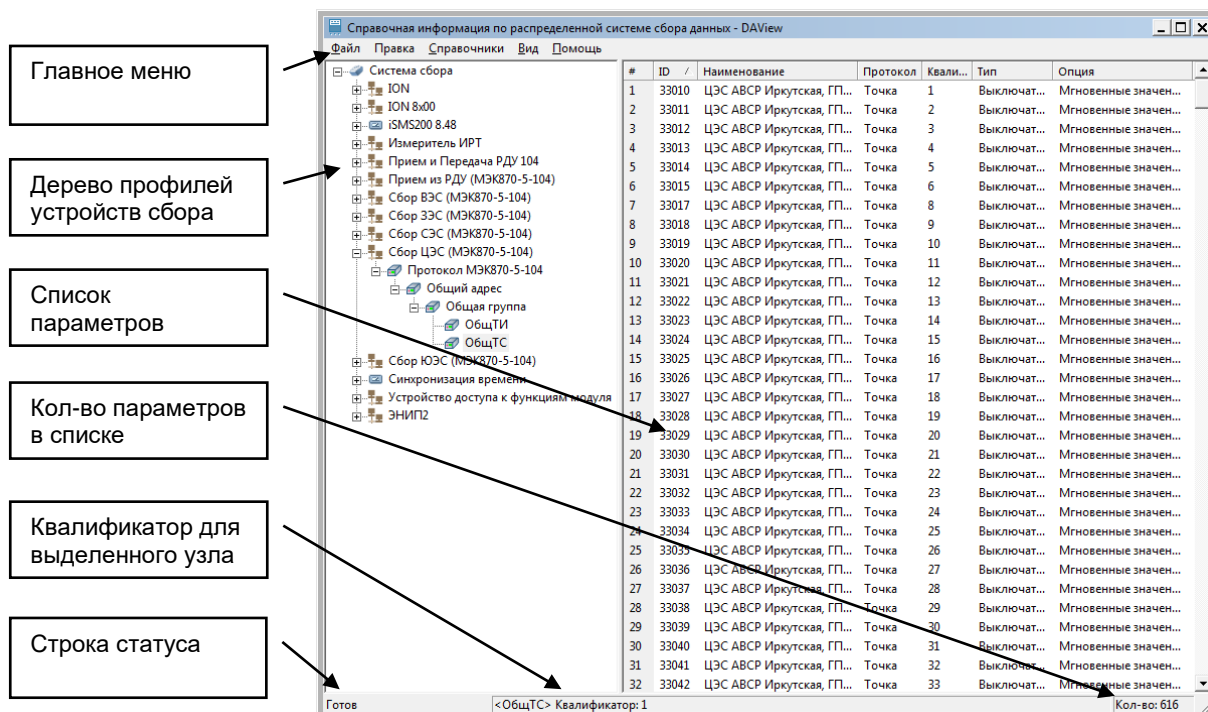 Справочная информация по распределенной системе сбора данных - DAView
Файл Правка Справочники Вид Помощь
Главное меню
Дерево профилей
устройств сбора
Список
параметров
Кол-во параметров
в списке
Квалификатор для
выделенного узла
Строка статуса
Система сбора
ION
ION 8x00
iSMS200 8.48
Измеритель ИРТ
Прием и Передача РДУ 104
Прием из РДУ (МЭК870-5-104)
Сбор ВЭС (МЭК870-5-104)
Сбор ЗЭС (МЭК870-5-104)
Сбор СЭС (МЭК870-5-104)
Сбор ЦЭС (МЭК870-5-104)
Протокол МЭК870-5-104
Общий адрес
Общая группа
ОбщТИ
ОбщТС
Сбор ЮЭС (МЭК870-5-104)
Синхронизация времени
Устройство доступа к функциям модуля
ЭНИП2
# ID / Наименование Протокол Квали... Тип Опция
1 33010 ЦЭС АВСР Иркутская, ГП... Точка 1 Выключат... Мгновенные значен...
2 33011 ЦЭС АВСР Иркутская, ГП... Точка 2 Выключат... Мгновенные значен...
3 33012 ЦЭС АВСР Иркутская, ГП... Точка 3 Выключат... Мгновенные значен...
4 33013 ЦЭС АВСР Иркутская, ГП... Точка 4 Выключат... Мгновенные значен...
5 33014 ЦЭС АВСР Иркутская, ГП... Точка 5 Выключат... Мгновенные значен...
6 33015 ЦЭС АВСР Иркутская, ГП... Точка 6 Выключат... Мгновенные значен...
7 33017 ЦЭС АВСР Иркутская, ГП... Точка 8 Выключат... Мгновенные значен...
8 33018 ЦЭС АВСР Иркутская, ГП... Точка 9 Выключат... Мгновенные значен...
9 33019 ЦЭС АВСР Иркутская, ГП... Точка 10 Выключат... Мгновенные значен...
10 33020 ЦЭС АВСР Иркутская, ГП... Точка 11 Выключат... Мгновенные значен...
11 33021 ЦЭС АВСР Иркутская, ГП... Точка 12 Выключат... Мгновенные значен...
12 33022 ЦЭС АВСР Иркутская, ГП... Точка 13 Выключат... Мгновенные значен...
13 33023 ЦЭС АВСР Иркутская, ГП... Точка 14 Выключат... Мгновенные значен...
14 33024 ЦЭС АВСР Иркутская, ГП... Точка 15 Выключат... Мгновенные значен...
15 33025 ЦЭС АВСР Иркутская, ГП... Точка 16 Выключат... Мгновенные значен...
16 33026 ЦЭС АВСР Иркутская, ГП... Точка 17 Выключат... Мгновенные значен...
17 33027 ЦЭС АВСР Иркутская, ГП... Точка 18 Выключат... Мгновенные значен...
18 33028 ЦЭС АВСР Иркутская, ГП... Точка 19 Выключат... Мгновенные значен...
19 33029 ЦЭС АВСР Иркутская, ГП... Точка 20 Выключат... Мгновенные значен...
20 33030 ЦЭС АВСР Иркутская, ГП... Точка 21 Выключат... Мгновенные значен...
21 33031 ЦЭС АВСР Иркутская, ГП... Точка 22 Выключат... Мгновенные значен...
22 33032 ЦЭС АВСР Иркутская, ГП... Точка 23 Выключат... Мгновенные значен...
23 33033 ЦЭС АВСР Иркутская, ГП... Точка 24 Выключат... Мгновенные значен...
24 33034 ЦЭС АВСР Иркутская, ГП... Точка 25 Выключат... Мгновенные значен...
25 33035 ЦЭС АВСР Иркутская, ГП... Точка 26 Выключат... Мгновенные значен...
26 33036 ЦЭС АВСР Иркутская, ГП... Точка 27 Выключат... Мгновенные значен...
27 33037 ЦЭС АВСР Иркутская, ГП... Точка 28 Выключат... Мгновенные значен...
28 33038 ЦЭС АВСР Иркутская, ГП... Точка 29 Выключат... Мгновенные значен...
29 33039 ЦЭС АВСР Иркутская, ГП... Точка 30 Выключат... Мгновенные значен...
30 33040 ЦЭС АВСР Иркутская, ГП... Точка 31 Выключат... Мгновенные значен...
31 33041 ЦЭС АВСР Иркутская, ГП... Точка 32 Выключат... Мгновенные значен...
32 33042 ЦЭС АВСР Иркутская, ГП... Точка 33 Выключат... Мгновенные значен...
Готов <ОбщТС> Квалификатор: 1 Кол-во: 616